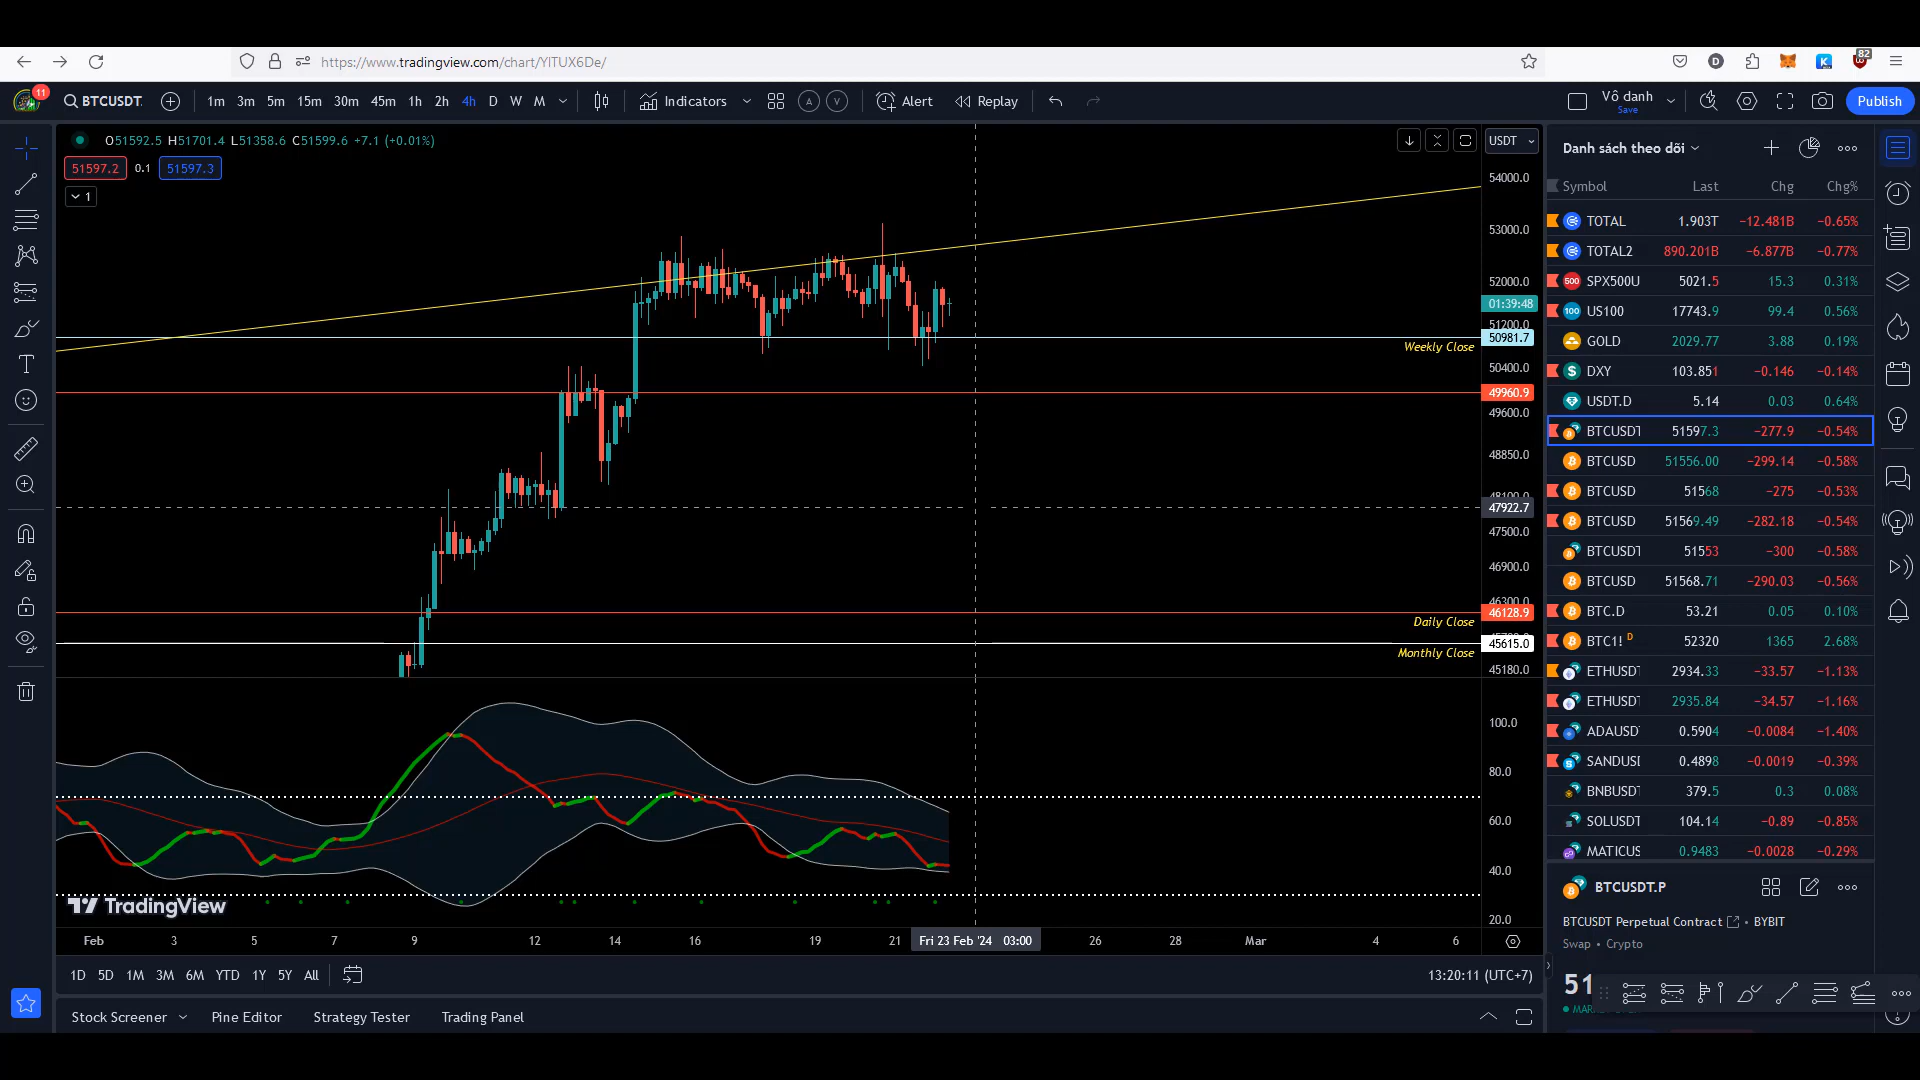 https://www.tradingview.com/chart/YlTUX6De/
82
11
BTCUSDT.
1m 3m 5m 15m 30m 45m 1h 2h 4h D W M
Indicators
A V
Alert
Replay
Vô danh
Save
Publish
O51592.5 H51701.4 L51358.6 C51599.6 +7.1 (+0.01%)
51597.2 0.1 51597.3
1
USDT
54000.0
53000.0
52000.0
01:39:48
51200.0
50981.7
Weekly Close
50400.0
49960.9
49600.0
48850.0
48100.0
47922.7
47500.0
46900.0
46300.0
46128.9
Daily Close
45615.0
Monthly Close
45180.0
100.0
80.0
60.0
40.0
20.0
TradingView
Feb 3 5 7 9 12 14 16 19 21 Fri 23 Feb '24 03:00 26 28 Mar 4 6
1D 5D 1M 3M 6M YTD 1Y 5Y All
13:20:11 (UTC+7)
Stock Screener Pine Editor Strategy Tester Trading Panel
Danh sách theo dõi
Symbol Last Chg Chg%
TOTAL 1.903T −12.481B −0.65%
TOTAL2 890.201B −6.877B −0.77%
500 SPX500U 5021.5 15.3 0.31%
100 US100 17743.9 99.4 0.56%
GOLD 2029.77 3.88 0.19%
DXY 103.851 −0.146 −0.14%
USDT.D 5.14 0.03 0.64%
BTCUSDT 51597.3 −277.9 −0.54%
BTCUSD 51556.00 −299.14 −0.58%
BTCUSD 51568 −275 −0.53%
BTCUSD 51569.49 −282.18 −0.54%
BTCUSDT 51553 −300 −0.58%
BTCUSD 51568.71 −290.03 −0.56%
BTC.D 53.21 0.05 0.10%
BTC1! D 52320 1365 2.68%
ETHUSDT 2934.33 −33.57 −1.13%
ETHUSDT 2935.84 −34.57 −1.16%
ADAUSD 0.5904 −0.0084 −1.40%
SANDUSI 0.4898 −0.0019 −0.39%
BNBUSDT 379.5 0.3 0.08%
SOLUSDT 104.14 −0.89 −0.85%
MATICUS 0.9483 −0.0028 −0.29%
BTCUSDT.P
BTCUSDT Perpetual Contract • BYBIT
Swap • Crypto
51